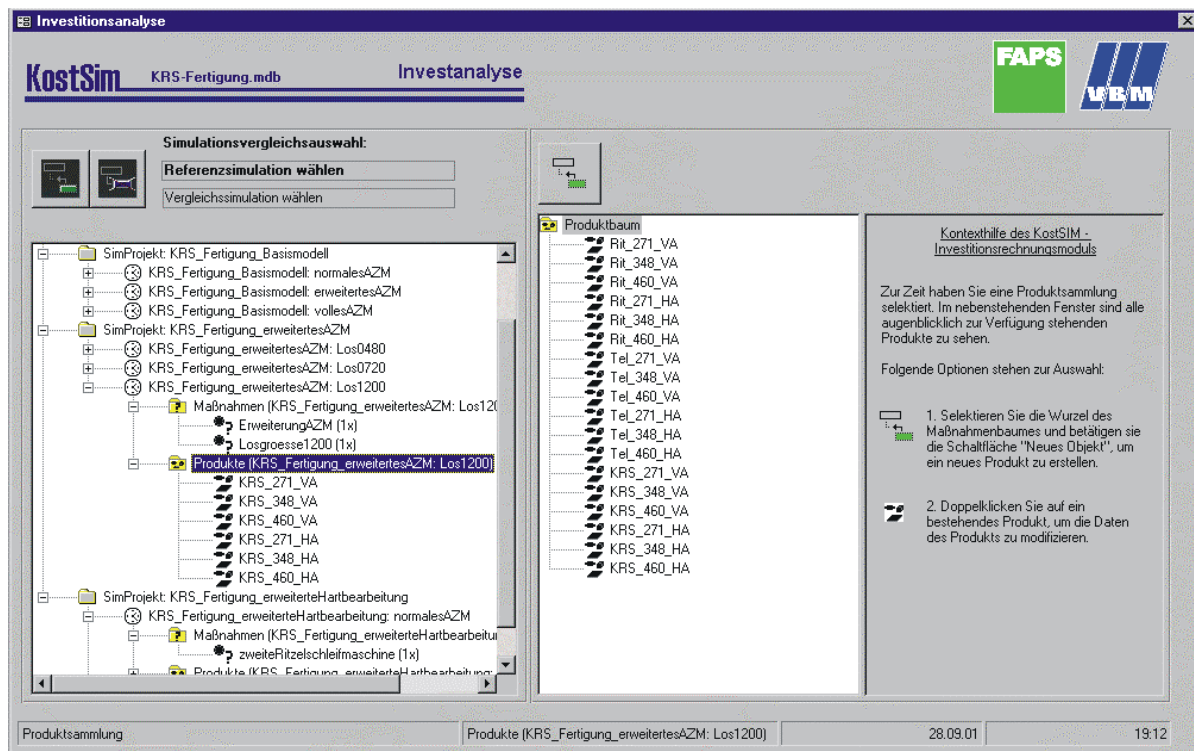 Investitionsanalyse
KostSim
KRS-Fertigung.mdb
Investanalyse
FAPS
VBM
Simulationsvergleichsauswahl:
Referenzsimulation wählen
Vergleichssimulation wählen
SimProjekt: KRS_Fertigung_Basismodell
KRS_Fertigung_Basismodell: normalesAZM
KRS_Fertigung_Basismodell: erweitertesAZM
KRS_Fertigung_Basismodell: vollesAZM
SimProjekt: KRS_Fertigung_erweitertesAZM
KRS_Fertigung_erweitertesAZM: Los0480
KRS_Fertigung_erweitertesAZM: Los0720
KRS_Fertigung_erweitertesAZM: Los1200
Maßnahmen (KRS_Fertigung_erweitertesAZM: Los120
ErweiterungAZM (1x)
Losgroesse1200 (1x)
Produkte (KRS_Fertigung_erweitertesAZM: Los1200)
KRS_271_VA
KRS_348_VA
KRS_460_VA
KRS_271_HA
KRS_348_HA
KRS_460_HA
SimProjekt: KRS_Fertigung_erweiterteHartbearbeitung
KRS_Fertigung_erweiterteHartbearbeitung: normalesAZM
Maßnahmen (KRS_Fertigung_erweiterteHartbearbeitu
zweiteRitzelschleifmaschine (1x)
Produkte (KRS_Fertigung_erweiterteHartbearbeitung:
Produktbaum
Rit_271_VA
Rit_348_VA
Rit_460_VA
Rit_271_HA
Rit_348_HA
Rit_460_HA
Tel_271_VA
Tel_348_VA
Tel_460_VA
Tel_271_HA
Tel_348_HA
Tel_460_HA
KRS_271_VA
KRS_348_VA
KRS_460_VA
KRS_271_HA
KRS_348_HA
KRS_460_HA
Kontexthilfe des KostSIM -
Investitionsrechnungsmoduls
Zur Zeit haben Sie eine Produktsammlung
selektiert. Im nebenstehenden Fenster sind alle
augenblicklich zur Verfügung stehenden
Produkte zu sehen.
Folgende Optionen stehen zur Auswahl:
1. Selektieren Sie die Wurzel des
Maßnahmenbaumes und betätigen sie
die Schaltfläche "Neues Objekt", um
ein neues Produkt zu erstellen.
2. Doppelklicken Sie auf ein
bestehendes Produkt, um die Daten
des Produkts zu modifizieren.
Produktsammlung
Produkte (KRS_Fertigung_erweitertesAZM: Los1200)
28.09.01
19:12